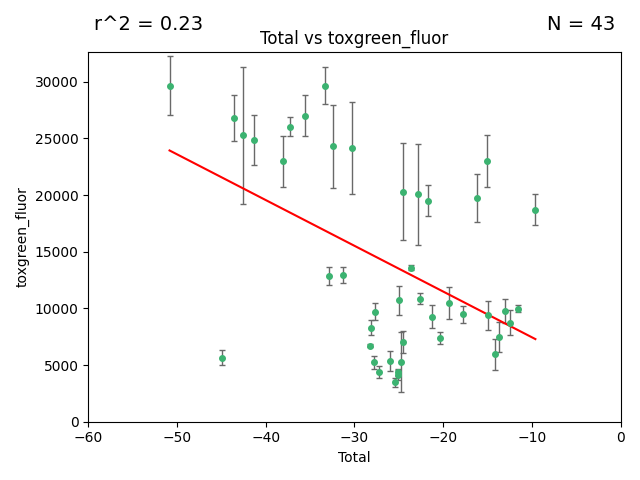 r^2 = 0.23
N = 43
Total vs toxgreen_fluor
30000
25000
20000
15000
10000
5000
0
toxgreen_fluor
−60
−50
−40
−30
−20
−10
0
Total